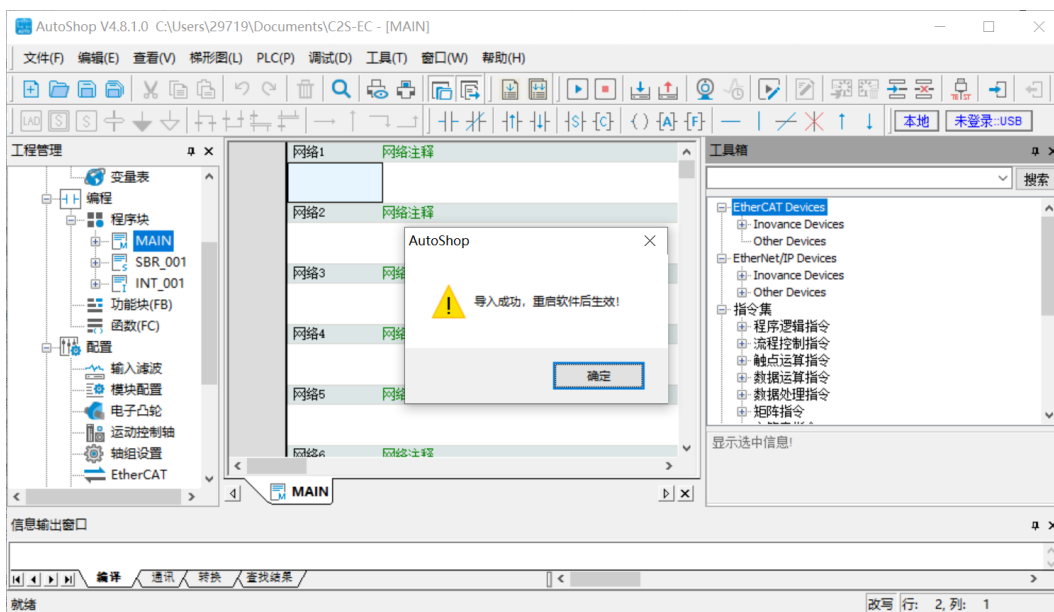 AutoShop V4.8.1.0 C:\Users\29719\Documents\C2S-EC - [MAIN]
文件(F) 编辑(E) 查看(V) 梯形图(L) PLC(P) 调试(D) 工具(T) 窗口(W) 帮助(H)
TEST
LAD S S S C A F 本地 未登录::USB
工程管理
变量表
编程
程序块
MAIN
SBR_001
INT_001
功能块(FB)
函数(FC)
配置
输入滤波
模块配置
电子凸轮
运动控制轴
轴组设置
EtherCAT
网络1 网络注释
网络2 网络注释
网络3 网络
网络4 网络
网络5 网络
网络6 网络注释
MAIN
AutoShop
导入成功，重启软件后生效!
确定
工具箱
搜索
EtherCAT Devices
Inovance Devices
Other Devices
EtherNet/IP Devices
Inovance Devices
Other Devices
指令集
程序逻辑指令
流程控制指令
触点运算指令
数据运算指令
数据处理指令
矩阵指令
显示选中信息!
信息输出窗口
编译 通讯 转换 查找结果
就绪 改写 行: 2, 列: 1